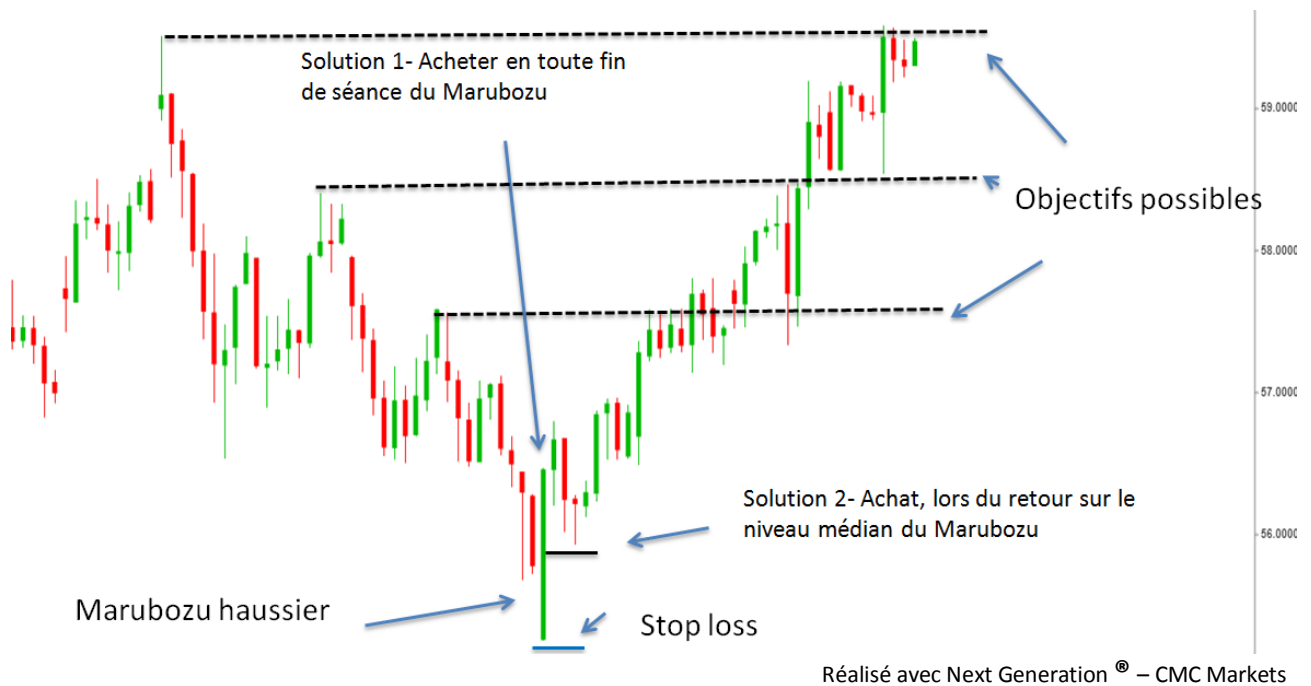 Solution 1- Acheter en toute fin
de séance du Marubozu
59.0000
Objectifs possibles
58.0000
57.0000
Solution 2- Achat, lors du retour sur le
niveau médian du Marubozu
56.0000
Marubozu haussier
Stop loss
Réalisé avec Next Generation ® – CMC Markets